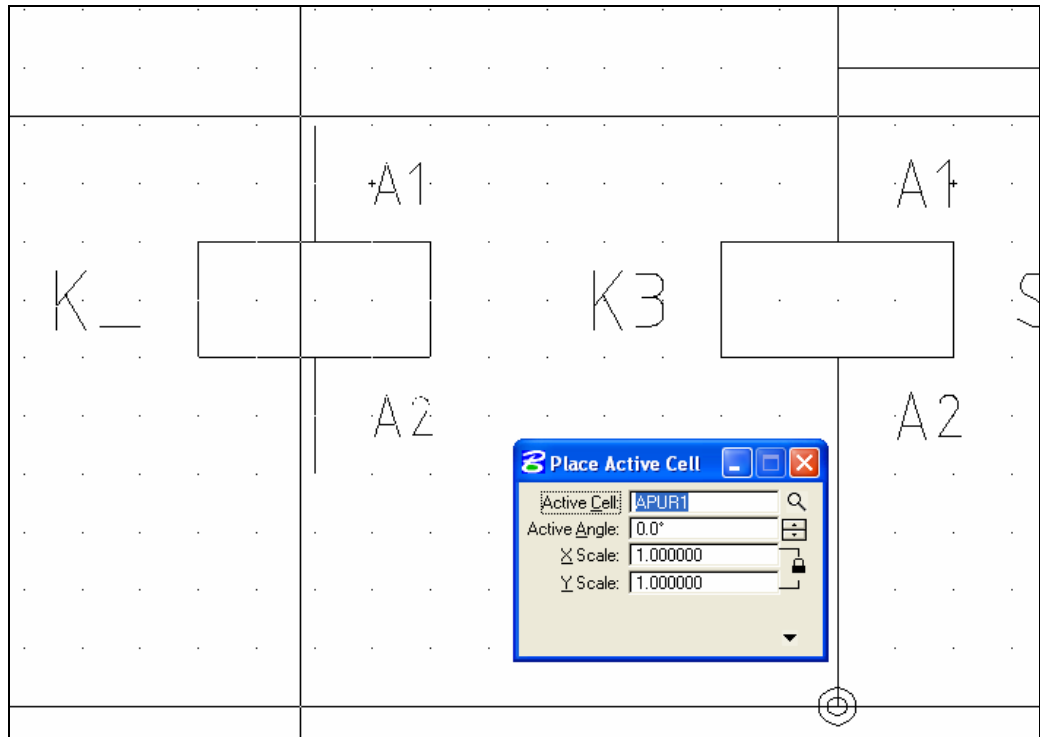 A1 A1
K_ K3 S
A2 A2
Place Active Cell
Active Cell: APUR1
Active Angle: 0.0°
X Scale: 1.000000
Y Scale: 1.000000